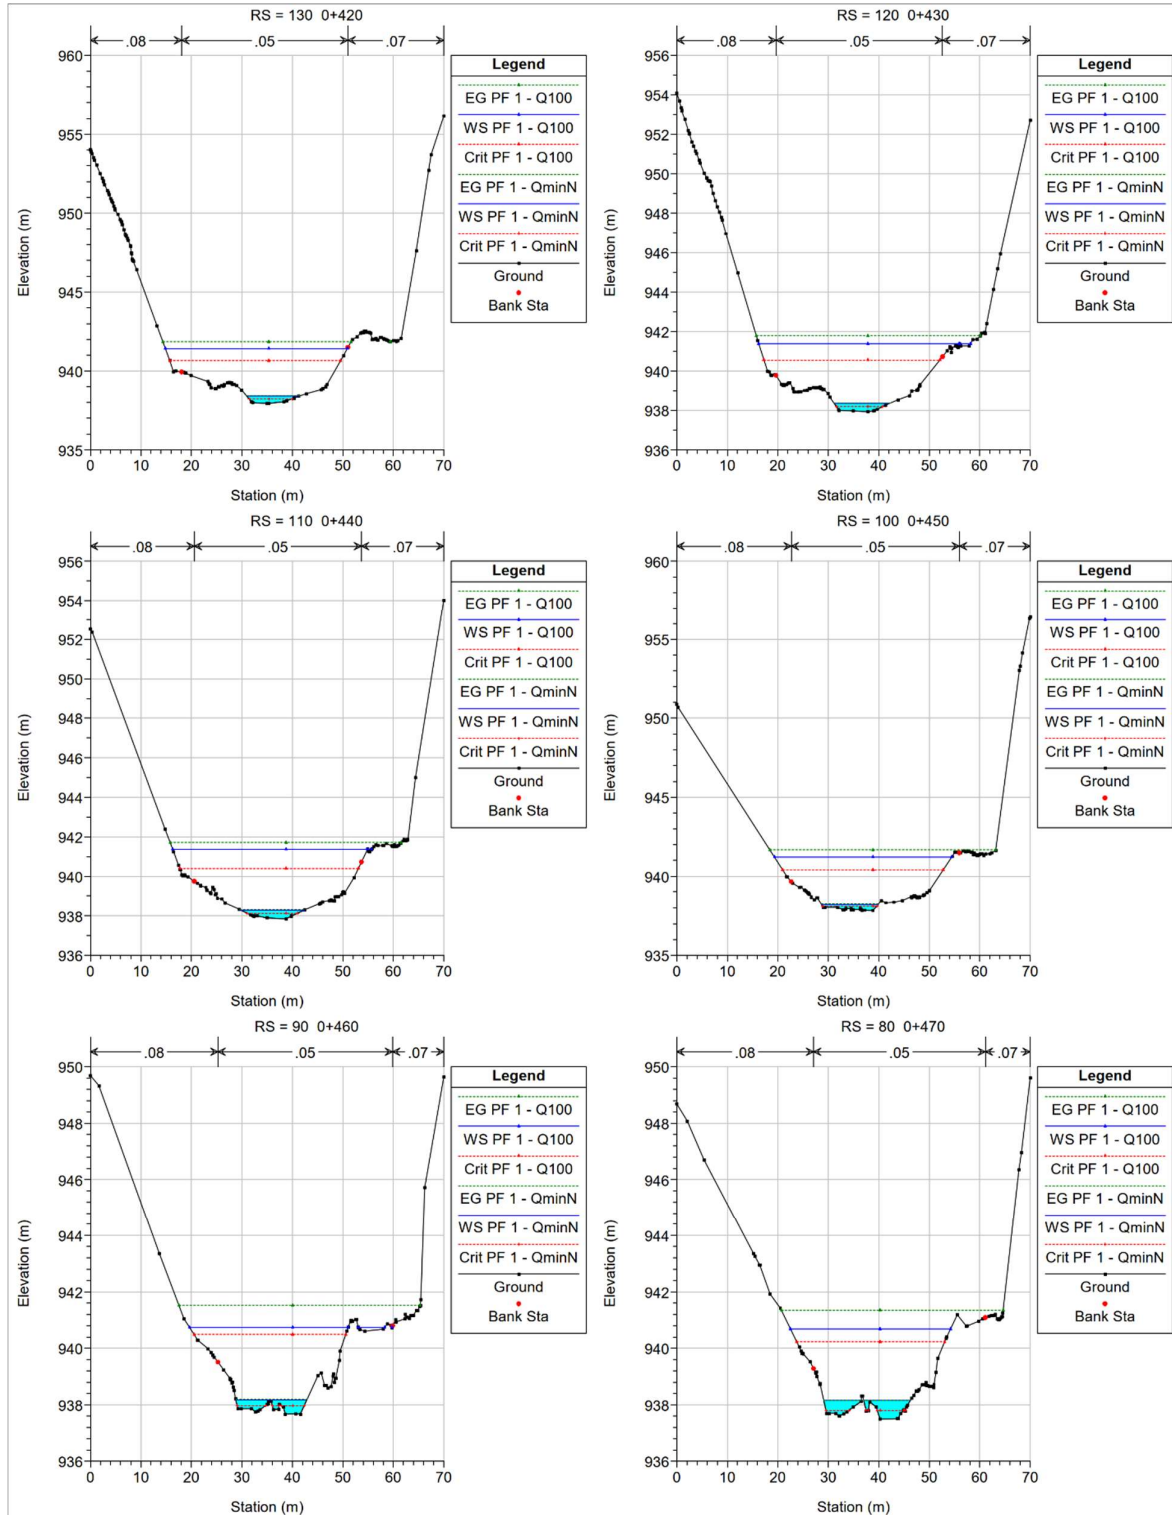 RS = 130 0+420
.08 .05 .07
Elevation (m)
960
955
950
945
940
935
0 10 20 30 40 50 60 70
Station (m)
Legend
EG PF 1 - Q100
WS PF 1 - Q100
Crit PF 1 - Q100
EG PF 1 - QminN
WS PF 1 - QminN
Crit PF 1 - QminN
Ground
Bank Sta
RS = 120 0+430
.08 .05 .07
Elevation (m)
956
954
952
950
948
946
944
942
940
938
936
0 10 20 30 40 50 60 70
Station (m)
Legend
EG PF 1 - Q100
WS PF 1 - Q100
Crit PF 1 - Q100
EG PF 1 - QminN
WS PF 1 - QminN
Crit PF 1 - QminN
Ground
Bank Sta
RS = 110 0+440
.08 .05 .07
Elevation (m)
956
954
952
950
948
946
944
942
940
938
936
0 10 20 30 40 50 60 70
Station (m)
Legend
EG PF 1 - Q100
WS PF 1 - Q100
Crit PF 1 - Q100
EG PF 1 - QminN
WS PF 1 - QminN
Crit PF 1 - QminN
Ground
Bank Sta
RS = 100 0+450
.08 .05 .07
Elevation (m)
960
955
950
945
940
935
0 10 20 30 40 50 60 70
Station (m)
Legend
EG PF 1 - Q100
WS PF 1 - Q100
Crit PF 1 - Q100
EG PF 1 - QminN
WS PF 1 - QminN
Crit PF 1 - QminN
Ground
Bank Sta
RS = 90 0+460
.08 .05 .07
Elevation (m)
950
948
946
944
942
940
938
936
0 10 20 30 40 50 60 70
Station (m)
Legend
EG PF 1 - Q100
WS PF 1 - Q100
Crit PF 1 - Q100
EG PF 1 - QminN
WS PF 1 - QminN
Crit PF 1 - QminN
Ground
Bank Sta
RS = 80 0+470
.08 .05 .07
Elevation (m)
950
948
946
944
942
940
938
936
0 10 20 30 40 50 60 70
Station (m)
Legend
EG PF 1 - Q100
WS PF 1 - Q100
Crit PF 1 - Q100
EG PF 1 - QminN
WS PF 1 - QminN
Crit PF 1 - QminN
Ground
Bank Sta